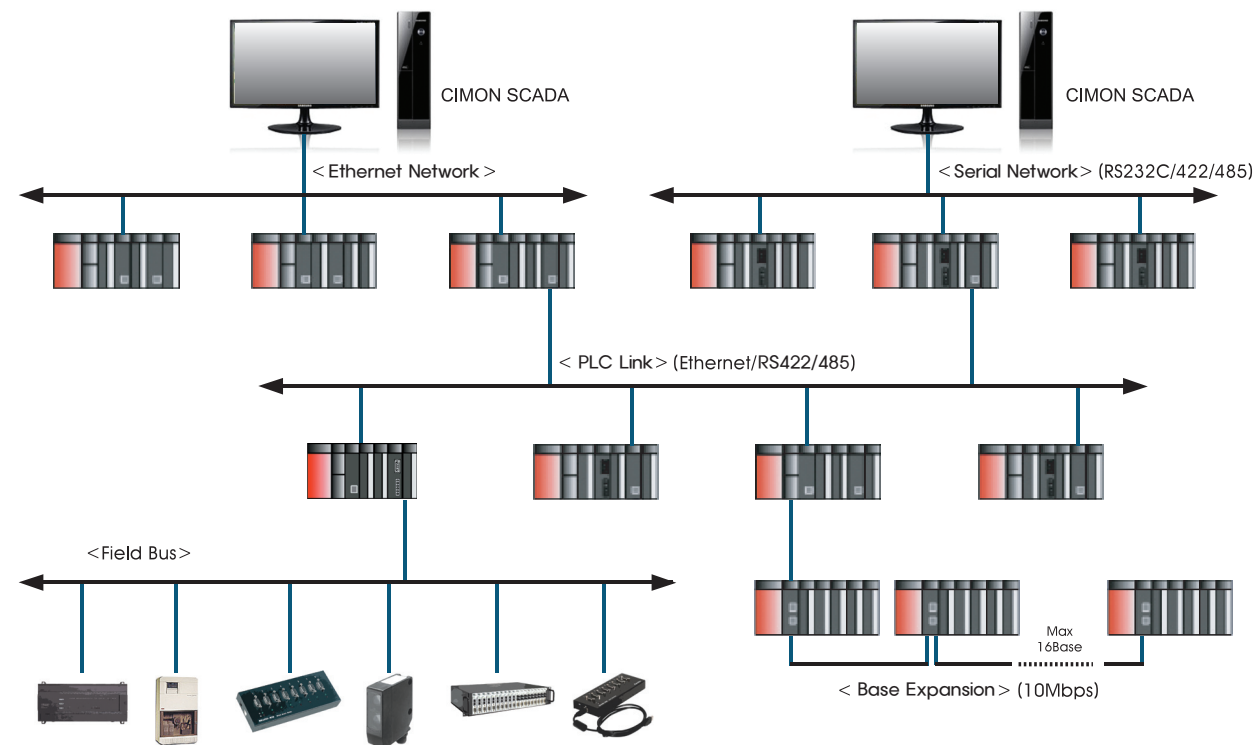 CIMON SCADA
CIMON SCADA
< Ethernet Network >
< Serial Network > (RS232C/422/485)
< PLC Link > (Ethernet/RS422/485)
<Field Bus>
Max
16Base
< Base Expansion > (10Mbps)